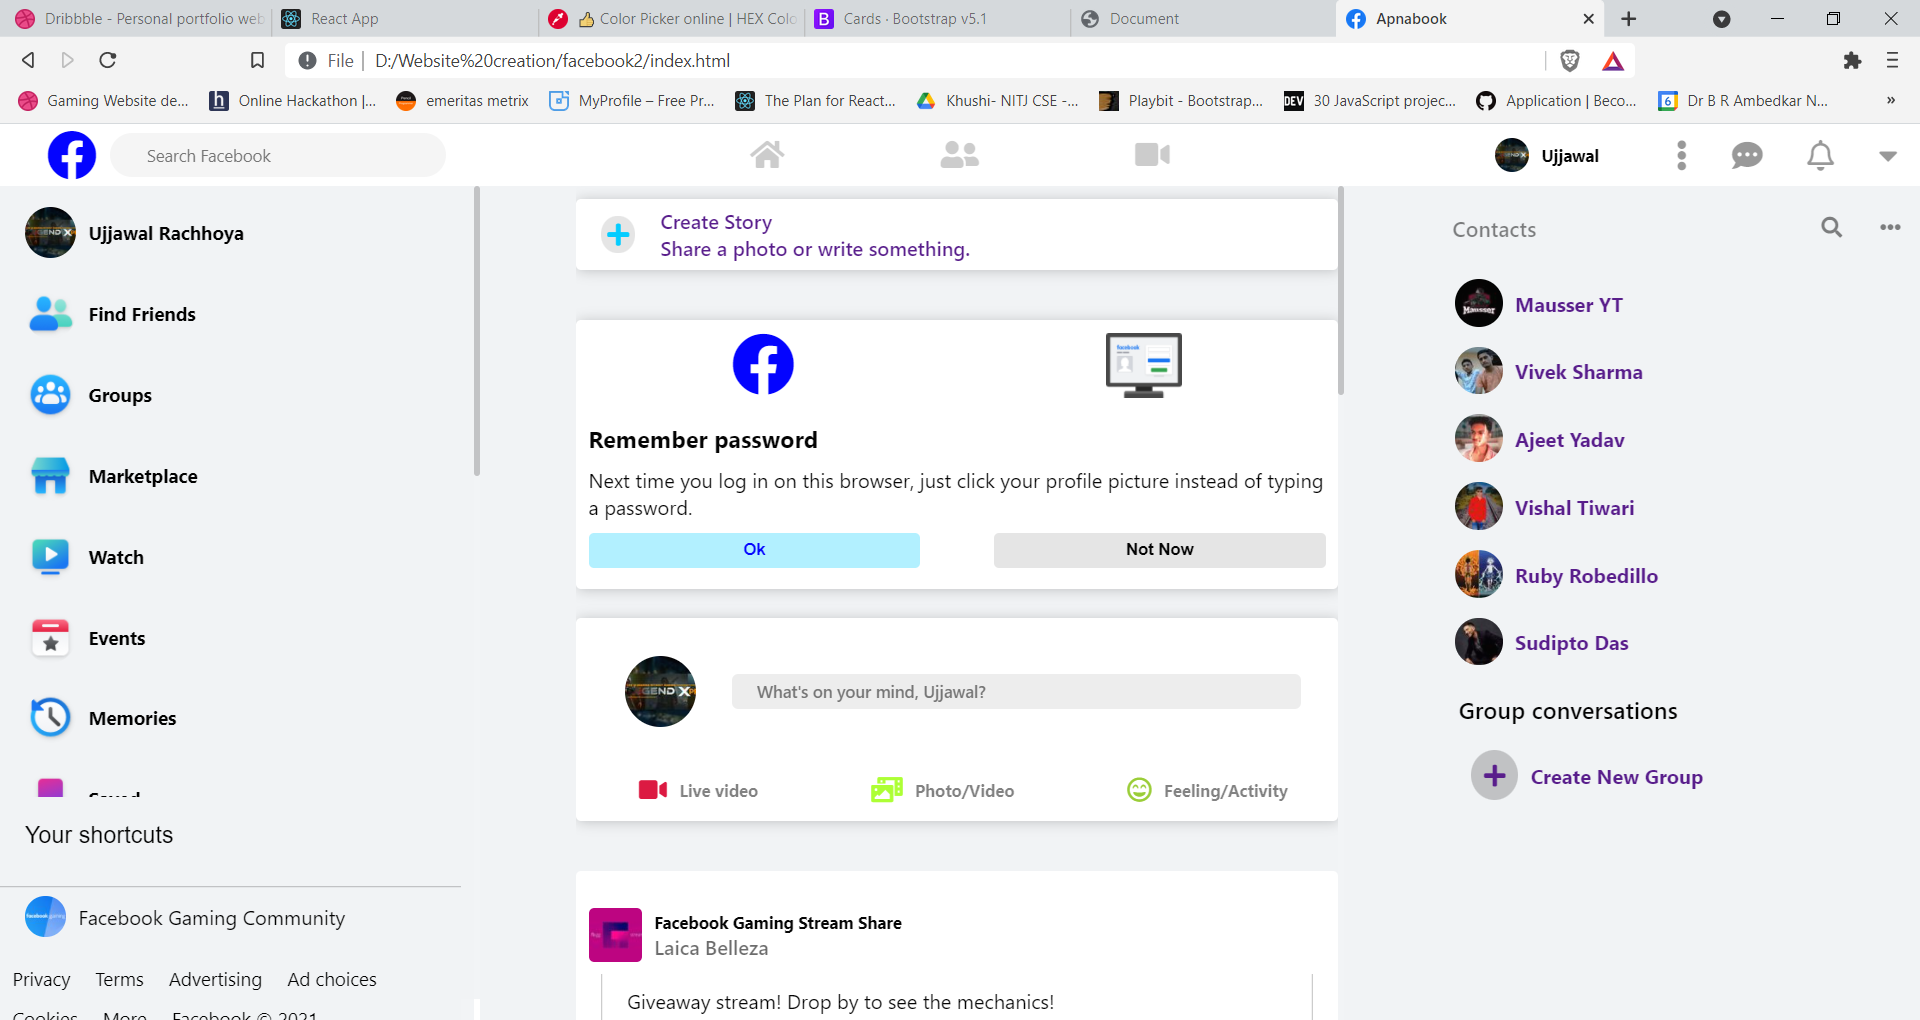 Dribbble - Personal portfolio web
React App
Color Picker online | HEX Colo
Cards · Bootstrap v5.1
Document
Apnabook
File
D:/Website%20creation/facebook2/index.html
Gaming Website de...
Online Hackathon |...
emeritas metrix
MyProfile – Free Pr...
The Plan for React...
Khushi- NITJ CSE -...
Playbit - Bootstrap...
DEV
30 JavaScript projec...
Application | Beco...
6
Dr B R Ambedkar N...
»
Search Facebook
Ujjawal
Ujjawal Rachhoya
Find Friends
Groups
Marketplace
Watch
Events
Memories
Saved
Your shortcuts
Facebook Gaming Community
Privacy Terms Advertising Ad choices
Cookies More Facebook © 2021
Create Story
Share a photo or write something.
facebook
Remember password
Next time you log in on this browser, just click your profile picture instead of typing
a password.
Ok
Not Now
GEND X
What's on your mind, Ujjawal?
Live video
Photo/Video
Feeling/Activity
Facebook Gaming Stream Share
Laica Belleza
Giveaway stream! Drop by to see the mechanics!
Contacts
Mausser
Mausser YT
Vivek Sharma
Ajeet Yadav
Vishal Tiwari
Ruby Robedillo
Sudipto Das
Group conversations
Create New Group